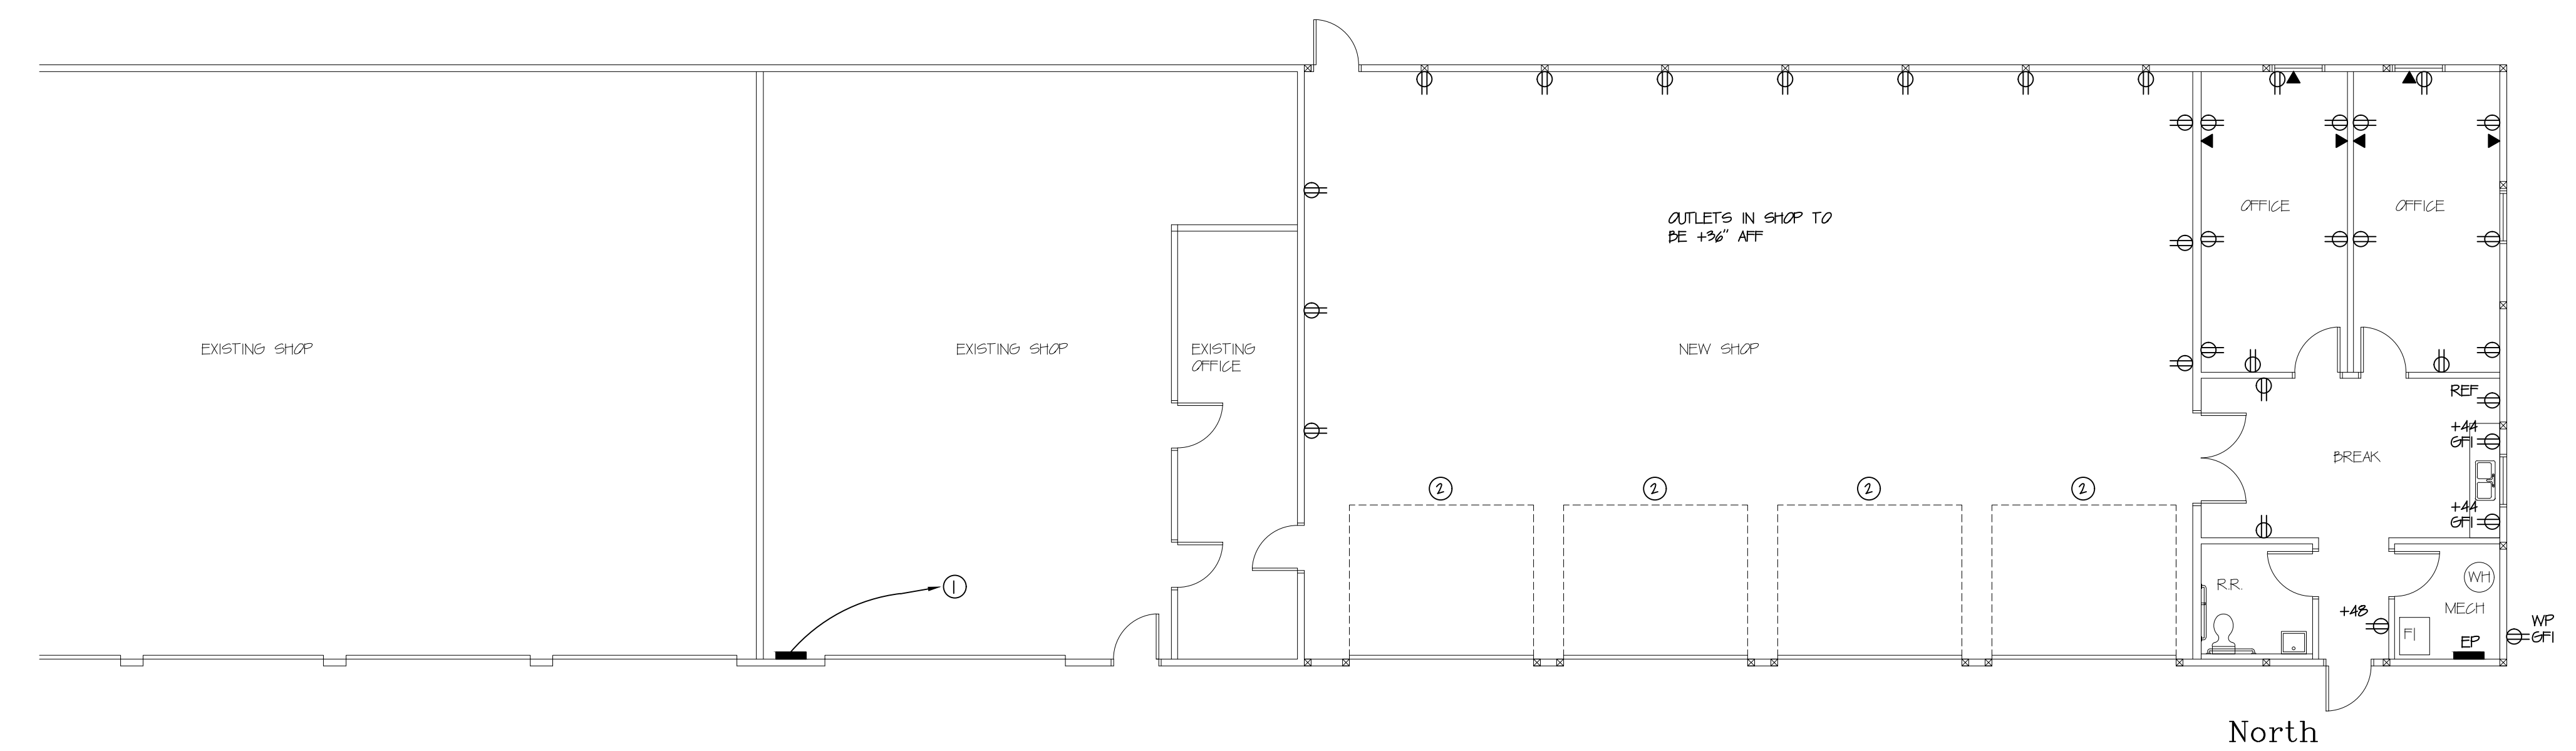 OUTLETS IN SHOP TO
BE +36" AFF
OFFICE
OFFICE
EXISTING SHOP
EXISTING SHOP
EXISTING
OFFICE
NEW SHOP
REF
+44
GFI
BREAK
2
2
2
2
+44
GFI
1
R.R.
WH
+48
MECH
WP
GFI
F1
EP
North